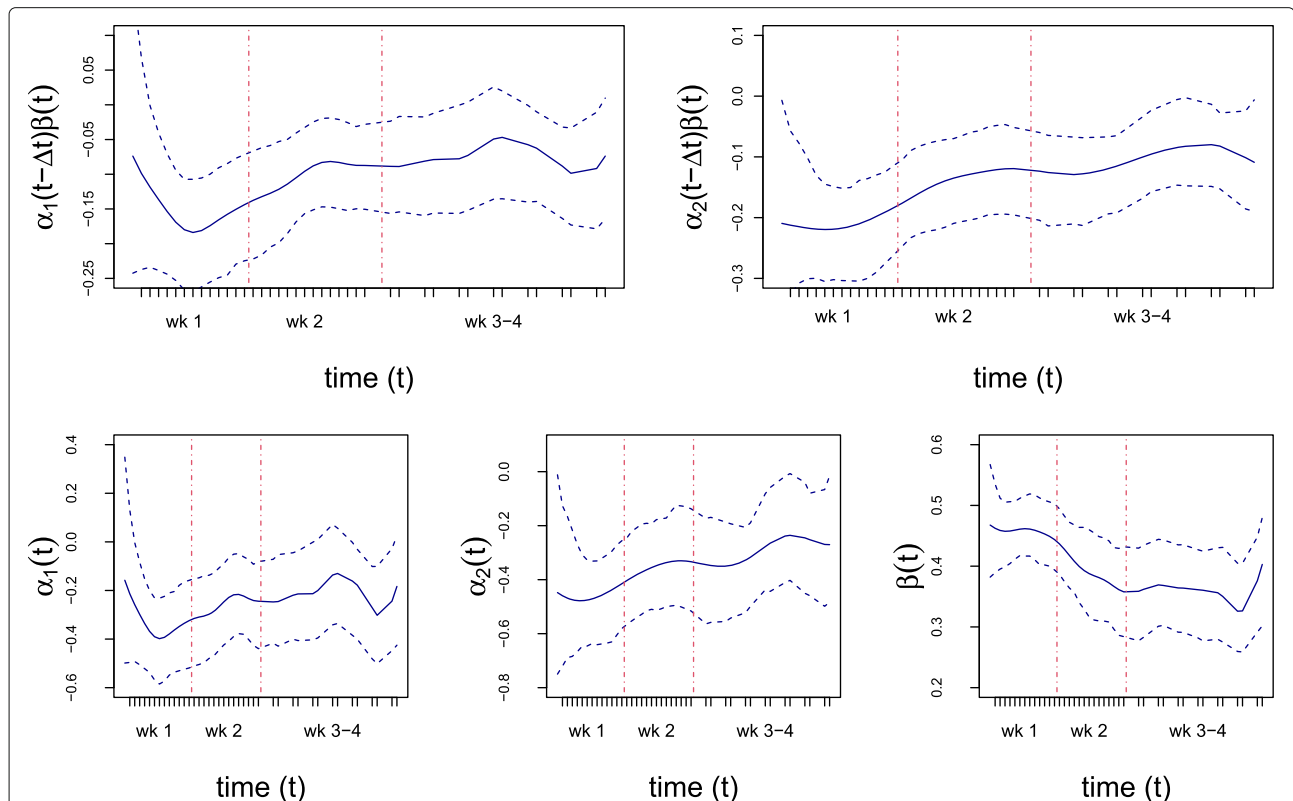 α₁(t−Δt)β(t)
0.05
−0.05
−0.15
−0.25
wk 1 wk 2 wk 3−4
time (t)
α₂(t−Δt)β(t)
0.1
0.0
−0.1
−0.2
−0.3
wk 1 wk 2 wk 3−4
time (t)
α₁(t)
0.4
0.2
0.0
−0.2
−0.4
−0.6
wk 1 wk 2 wk 3−4
time (t)
α₂(t)
0.0
−0.2
−0.4
−0.6
−0.8
wk 1 wk 2 wk 3−4
time (t)
β(t)
0.6
0.5
0.4
0.3
0.2
wk 1 wk 2 wk 3−4
time (t)